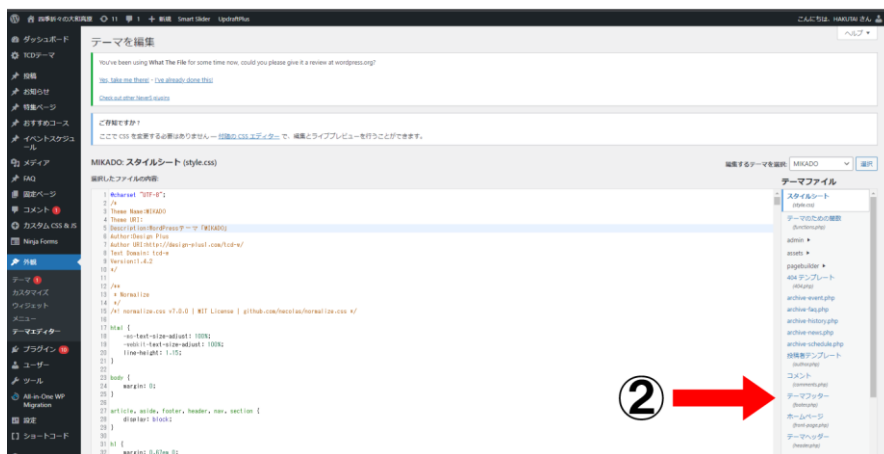 四季折々の大和真服 11 1 + 新規 Smart Slider UpdraftPlus
こんにちは、HAKUTAI さん
ヘルプ ▼
ダッシュボード
TCDテーマ
投稿
お知らせ
特集ページ
おすすめコース
イベントスケジュール
メディア
FAQ
固定ページ
コメント 1
カスタム CSS & JS
Ninja Forms
外観
テーマ 1
カスタマイズ
ウィジェット
メニュー
テーマエディター
プラグイン 10
ユーザー
ツール
All-in-One WP
Migration
設定
[ ] ショートコード
テーマを編集
You've been using What The File for some time now, could you please give it a review at wordpress.org?
Yes, take me there! - I've already done this!
Check out other Never5 plugins
ご存知ですか？
ここで CSS を変更する必要はありません — 付随の CSS エディター で、編集とライブプレビューを行うことができます。
MIKADO: スタイルシート (style.css)
編集するテーマを選択: MIKADO 選択
選択したファイルの内容:
1 @charset "UTF-8";
2 /*
3 Theme Name:MIKADO
4 Theme URI:
5 Description:WordPressテーマ「MIKADO」
6 Author:Design Plus
7 Author URI:http://design-plus1.com/tcd-w/
8 Text Domain: tcd-w
9 Version:1.4.2
10 */
11
12 /**
13 * Normalize
14 */
15 /*! normalize.css v7.0.0 | MIT License | github.com/necolas/normalize.css */
16
17 html {
18 -ms-text-size-adjust: 100%;
19 -webkit-text-size-adjust: 100%;
20 line-height: 1.15;
21 }
22
23 body {
24 margin: 0;
25 }
26
27 article, aside, footer, header, nav, section {
28 display: block;
29 }
30
31 h1 {
32 margin: 0.67em 0;
テーマファイル
スタイルシート
(style.css)
テーマのための関数
(functions.php)
admin ▶
assets ▶
pagebuilder ▶
404 テンプレート
(404.php)
archive-event.php
archive-faq.php
archive-history.php
archive-news.php
archive-schedule.php
投稿者テンプレート
(author.php)
コメント
(comments.php)
テーマフッター
(footer.php)
ホームページ
(front-page.php)
テーマヘッダー
(header.php)
②